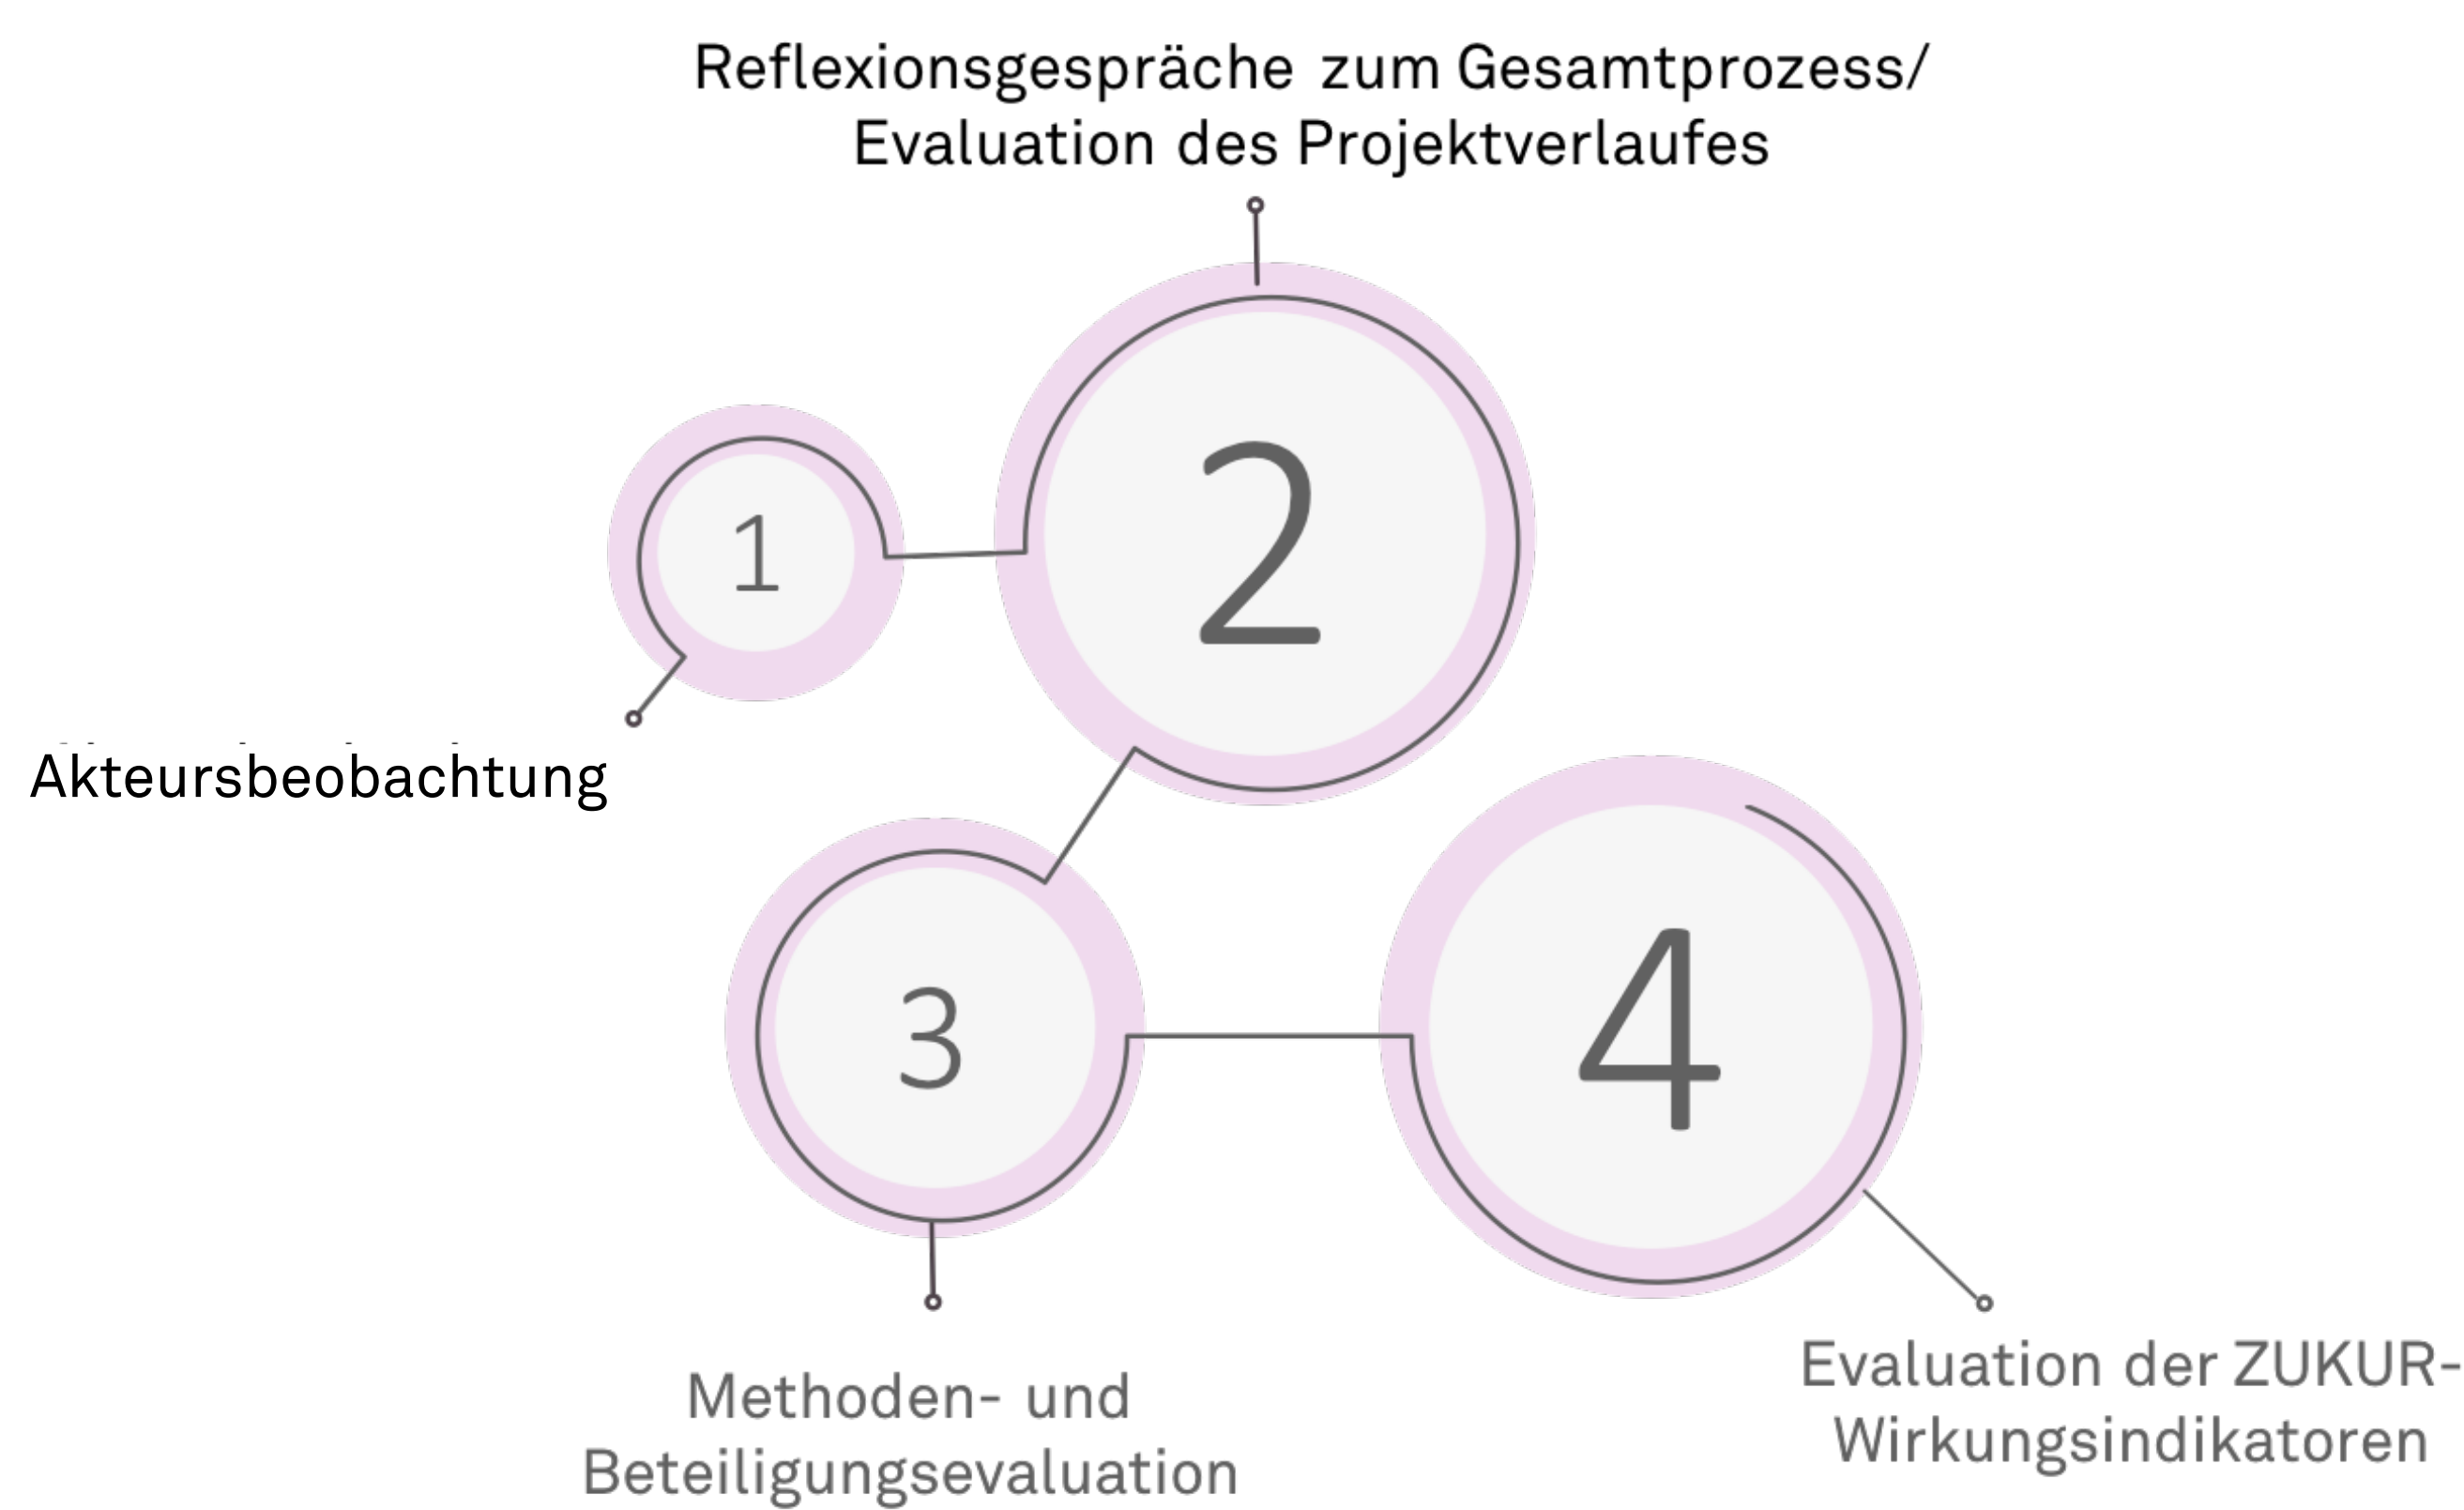 Reflexionsgespräche zum Gesamtprozess/
Evaluation des Projektverlaufes
1
2
Akteursbeobachtung
3
4
Methoden- und
Beteiligungsevaluation
Evaluation der ZUKUR-
Wirkungsindikatoren